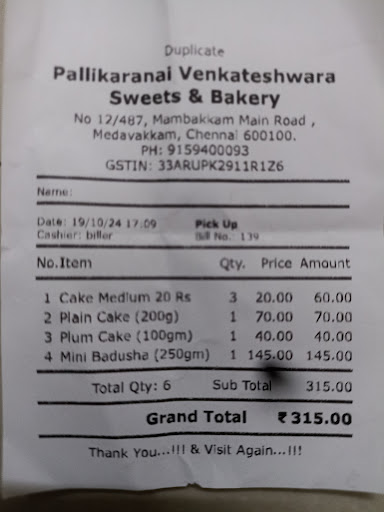 Duplicate
Pallikaranai Venkateshwara
Sweets & Bakery
No 12/487, Mambakkam Main Road ,
Medavakkam, Chennai 600100.
PH: 9159400093
GSTIN: 33ARUPK2911R1Z6
Name:
Date: 19/10/24 17:09 Pick Up
Cashier: biller Bill No.: 139
No.Item Qty. Price Amount
1 Cake Medium 20 Rs 3 20.00 60.00
2 Plain Cake (200g) 1 70.00 70.00
3 Plum Cake (100gm) 1 40.00 40.00
4 Mini Badusha (250gm) 1 145.00 145.00
Total Qty: 6 Sub Total 315.00
Grand Total ₹ 315.00
Thank You...!!! & Visit Again...!!!